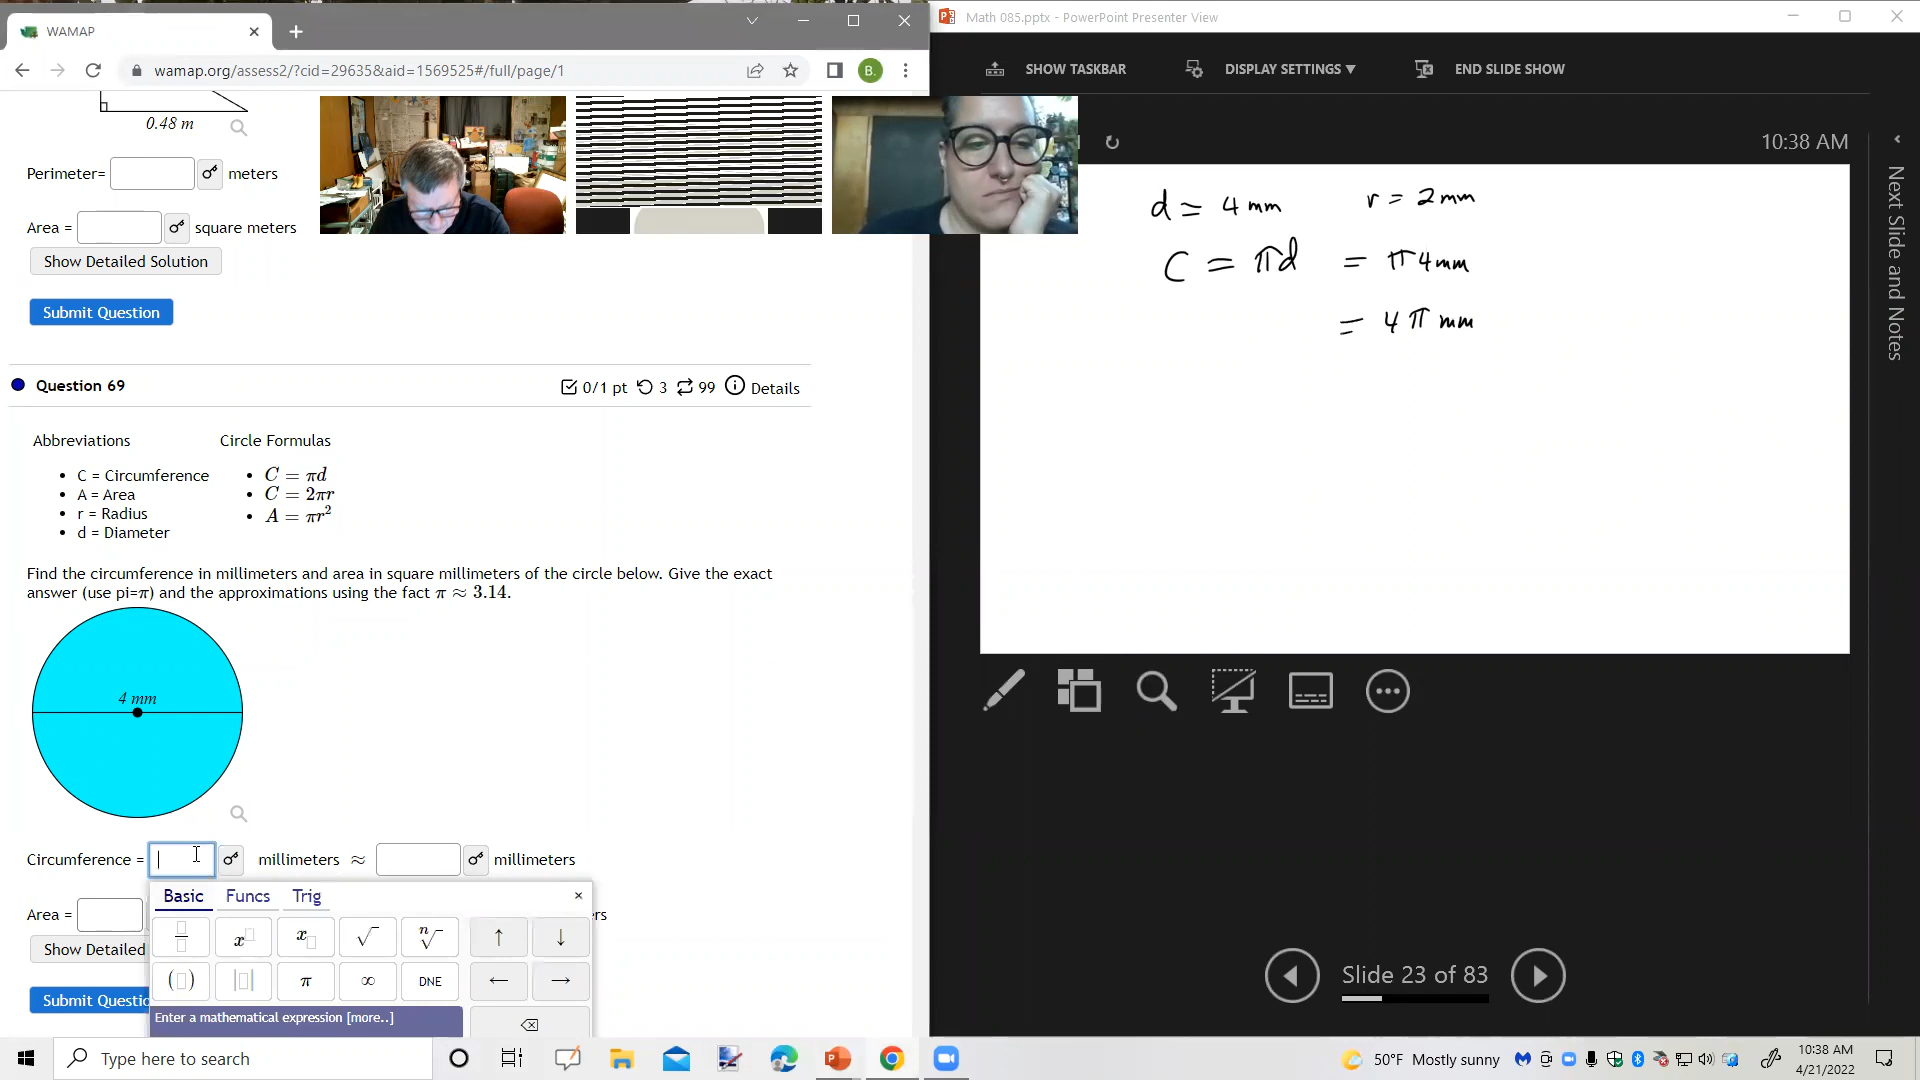 WAMAP
wamap.org/assess2/?cid=29635&aid=1569525#/full/page/1
B.
0.48 m
Perimeter= meters
Area = square meters
Show Detailed Solution
Submit Question
Question 69
0/1 pt 3 99 Details
Abbreviations
C = Circumference
A = Area
r = Radius
d = Diameter
Circle Formulas
C = πd
C = 2πr
A = πr²
Find the circumference in millimeters and area in square millimeters of the circle below. Give the exact
answer (use pi=π) and the approximations using the fact π ≈ 3.14.
4 mm
Circumference = millimeters ≈ millimeters
Area = rs
Show Detailed
Submit Questio
Basic Funcs Trig ×
x x √ n√ ↑ ↓
( ) | | π ∞ DNE ← →
Enter a mathematical expression [more..]
Math 085.pptx - PowerPoint Presenter View
SHOW TASKBAR DISPLAY SETTINGS ▼ END SLIDE SHOW
10:38 AM
d = 4 mm r = 2 mm
C = πd = π 4 mm
= 4 π mm
Next Slide and Notes
Slide 23 of 83
Type here to search
50°F Mostly sunny
10:38 AM
4/21/2022